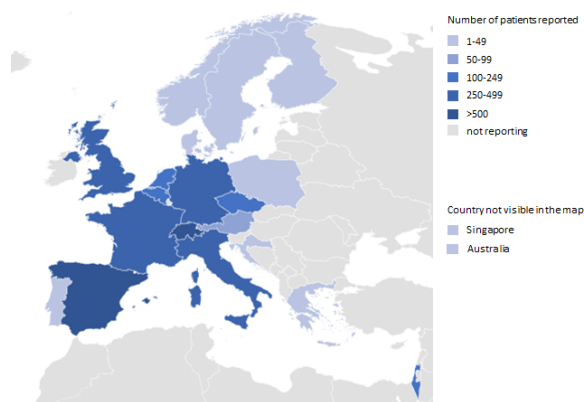 Number of patients reported
1-49
50-99
100-249
250-499
>500
not reporting
Country not visible in the map
Singapore
Australia